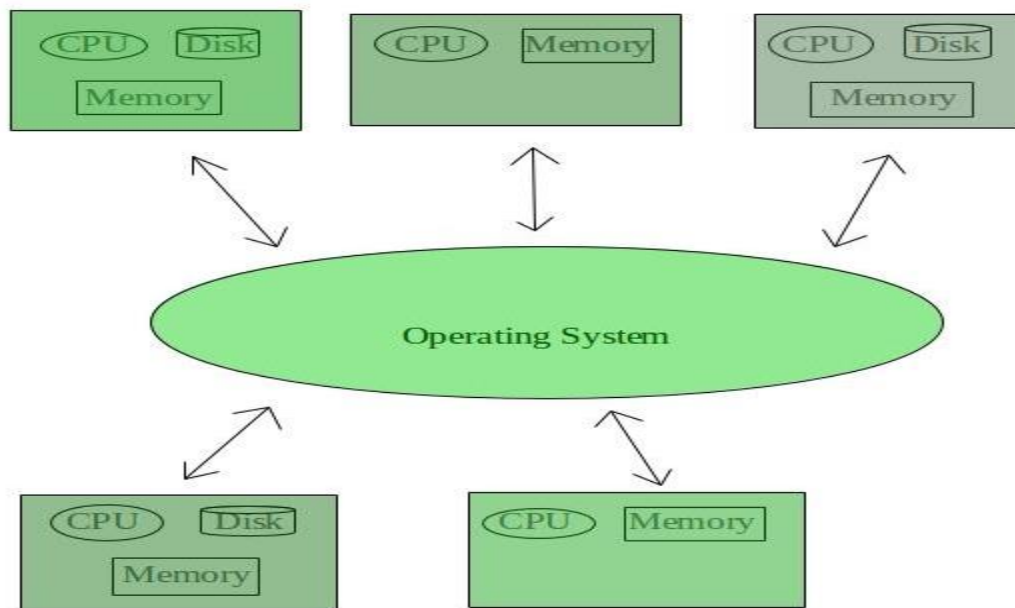 CPU Disk
Memory
CPU Memory
CPU Disk
Memory
Operating System
CPU Disk
Memory
CPU Memory